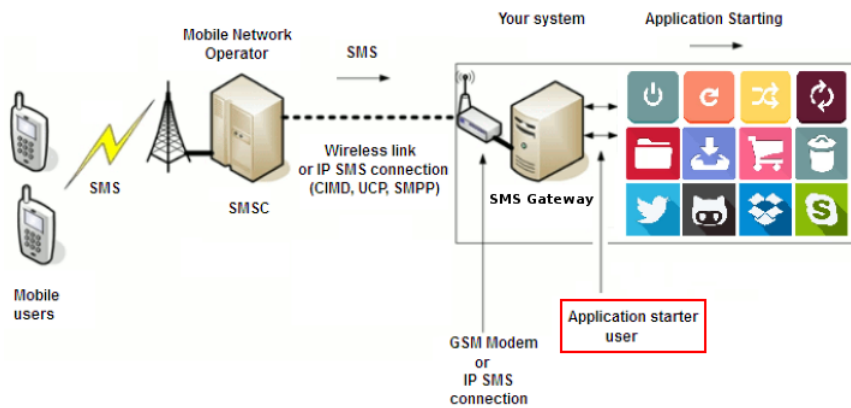 Your system
Application Starting
Mobile Network
Operator
SMS
SMS
Wireless link
or IP SMS connection
(CIMD, UCP, SMPP)
SMSC
SMS Gateway
Mobile
users
Application starter
user
GSM Modem
or
IP SMS
connection